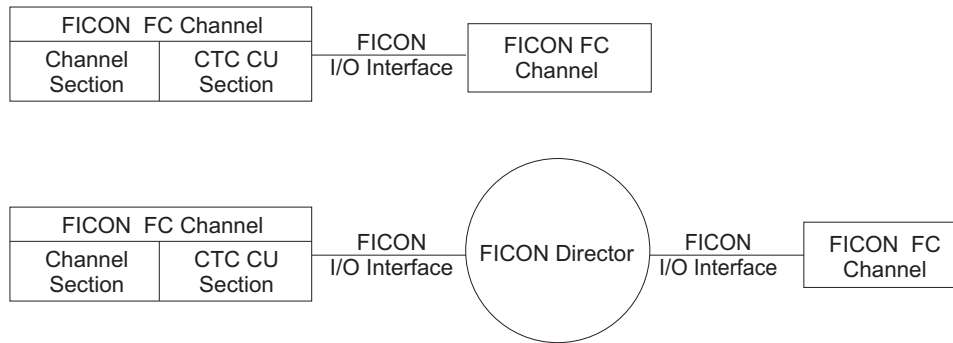 FICON FC Channel
Channel
Section
CTC CU
Section
FICON
I/O Interface
FICON FC
Channel
FICON FC Channel
Channel
Section
CTC CU
Section
FICON
I/O Interface
FICON Director
FICON
I/O Interface
FICON FC
Channel